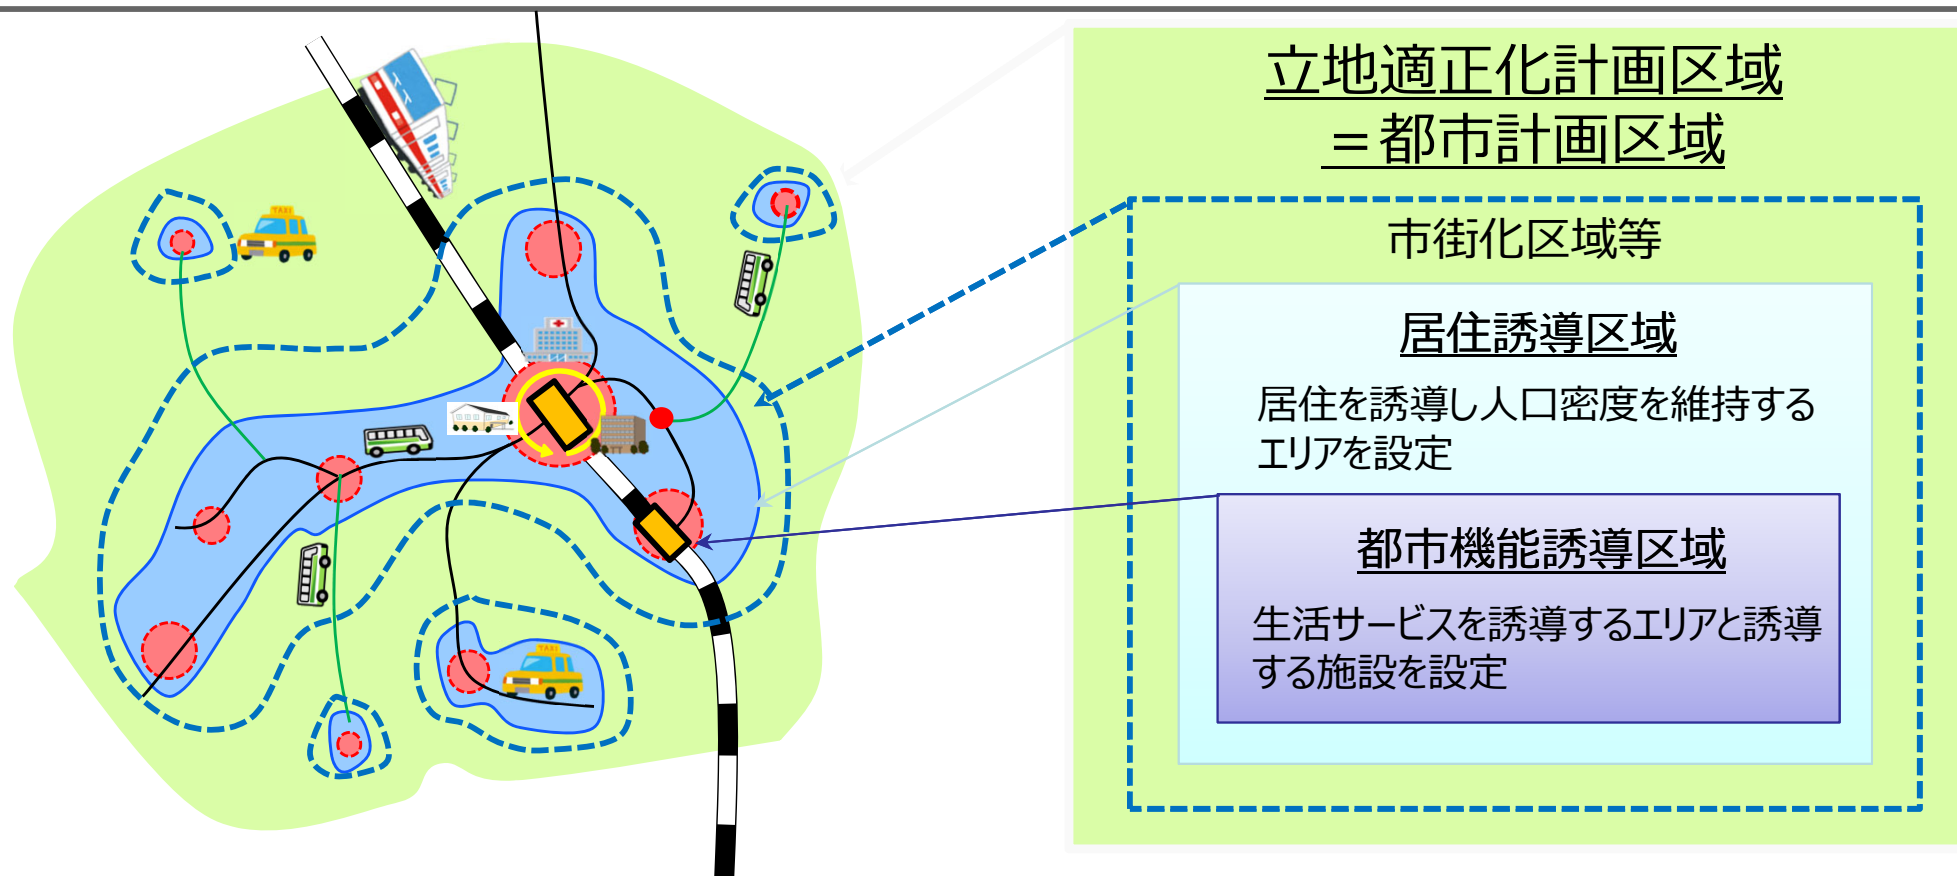 立地適正化計画区域
＝都市計画区域
市街化区域等
居住誘導区域
居住を誘導し人口密度を維持する
エリアを設定
都市機能誘導区域
生活サービスを誘導するエリアと誘導
する施設を設定
TAXI
TAXI